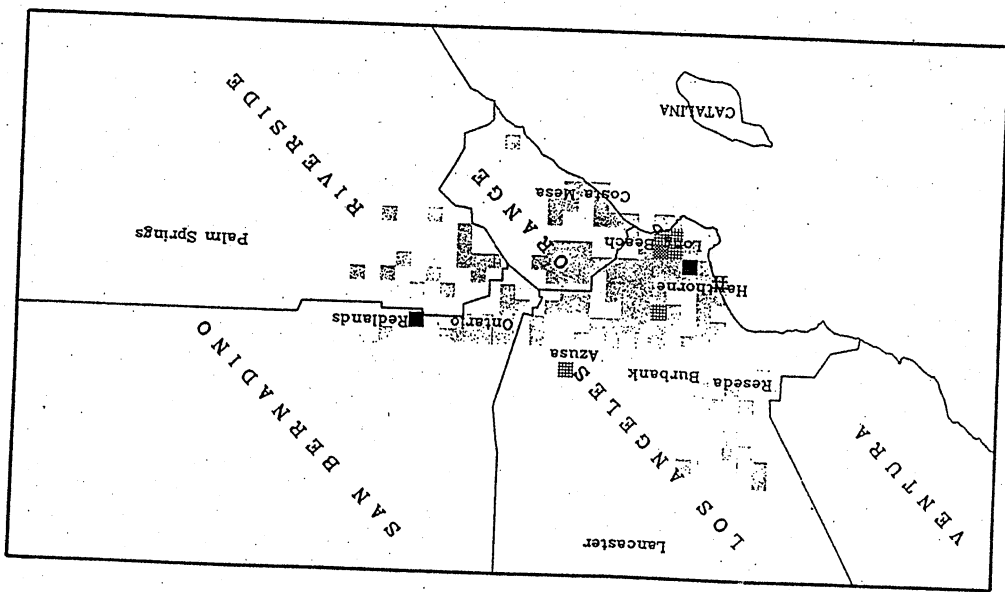 VENTURA
LOS ANGELES
SAN BERNADINO
Lancaster
Reseda
Burbank
Azusa
Ontario
Redlands
Hawthorne
Long Beach
ORANGE
RIVERSIDE
Palm Springs
Costa Mesa
CATALINA